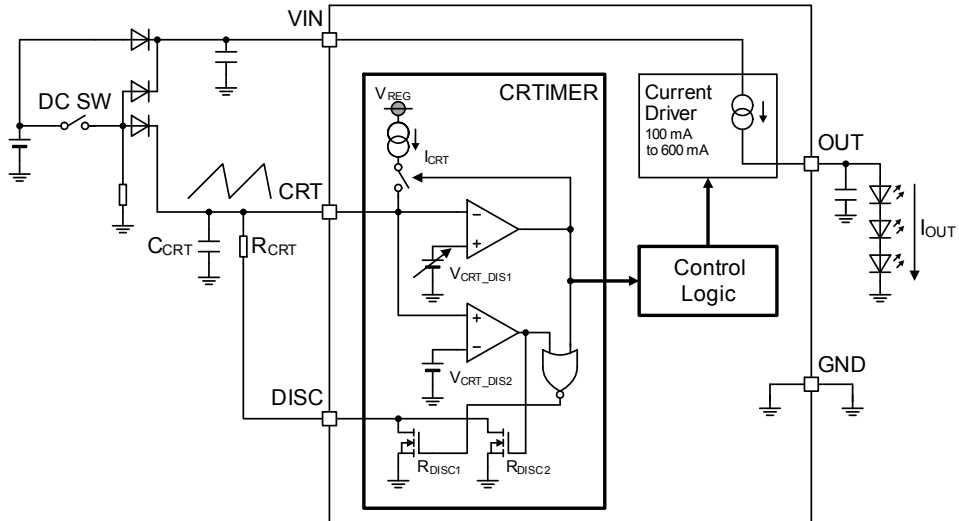 VIN
DC SW
CRTIMER
VREG
ICRT
Current
Driver
100 mA
to 600 mA
OUT
CRT
CCRT
RCRT
VCRT_DIS1
Control
Logic
IOUT
VCRT_DIS2
GND
DISC
RDISC1
RDISC2